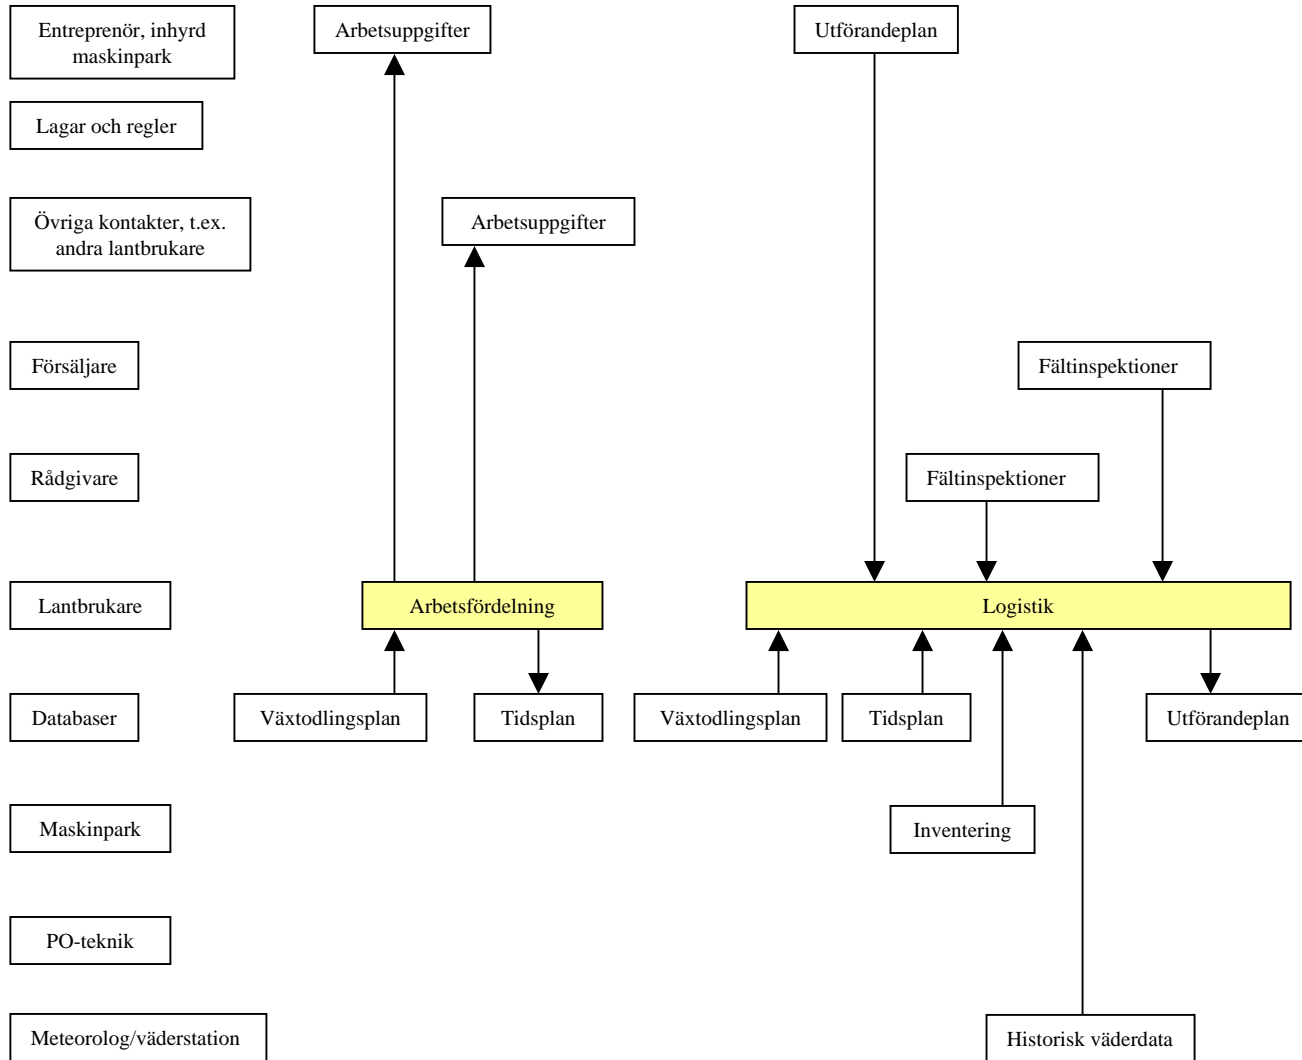 Entreprenör, inhyrd
maskinpark
Arbetsuppgifter
Utförandeplan
Lagar och regler
Övriga kontakter, t.ex.
andra lantbrukare
Arbetsuppgifter
Försäljare
Fältinspektioner
Rådgivare
Fältinspektioner
Lantbrukare
Arbetsfördelning
Logistik
Databaser
Växtodlingsplan
Tidsplan
Växtodlingsplan
Tidsplan
Utförandeplan
Maskinpark
Inventering
PO-teknik
Meteorolog/väderstation
Historisk väderdata